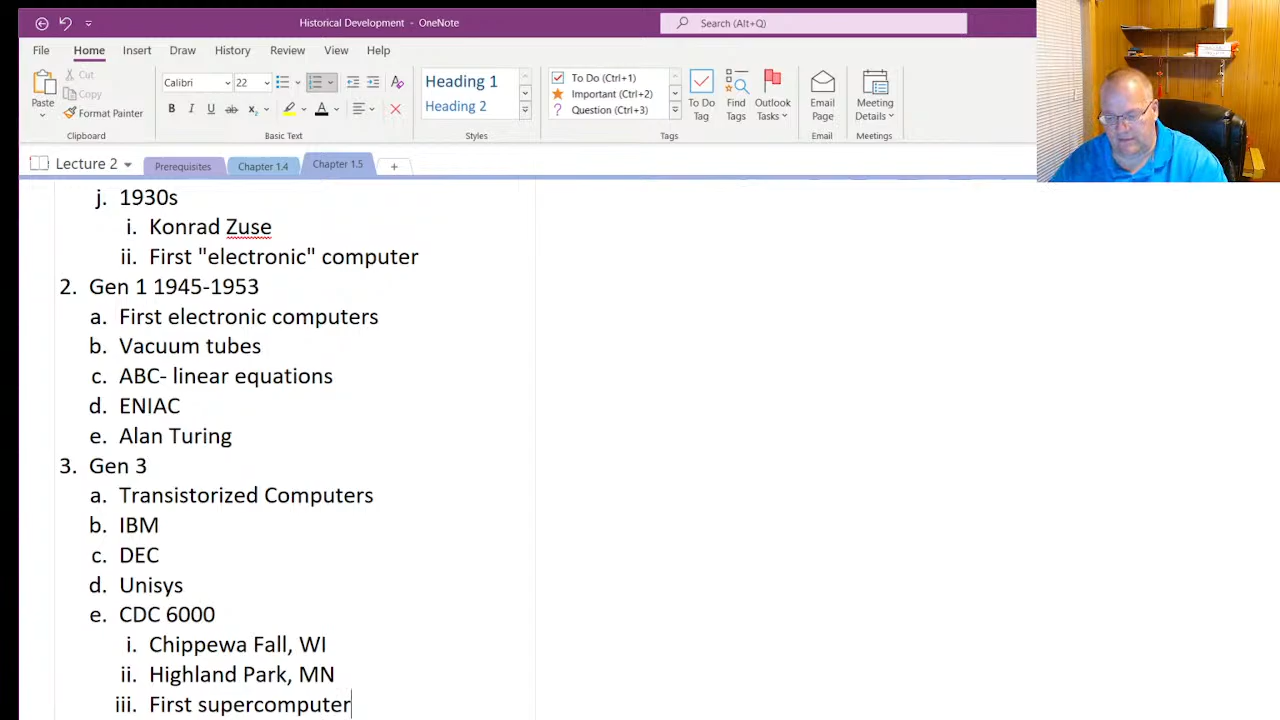 Historical Development - OneNote
Search (Alt+Q)
File Home Insert Draw History Review View Help
Paste
Cut
Copy
Format Painter
Clipboard
Calibri 22
B I U ab x₂ A
Basic Text
Heading 1
Heading 2
Styles
To Do (Ctrl+1)
Important (Ctrl+2)
? Question (Ctrl+3)
To Do Tag
Find Tags
Outlook Tasks
Tags
Email Page
Email
Meeting Details
Meetings
Lecture 2 Prerequisites Chapter 1.4 Chapter 1.5 +
j. 1930s
i. Konrad Zuse
ii. First "electronic" computer
2. Gen 1 1945-1953
a. First electronic computers
b. Vacuum tubes
c. ABC- linear equations
d. ENIAC
e. Alan Turing
3. Gen 3
a. Transistorized Computers
b. IBM
c. DEC
d. Unisys
e. CDC 6000
i. Chippewa Fall, WI
ii. Highland Park, MN
iii. First supercomputer